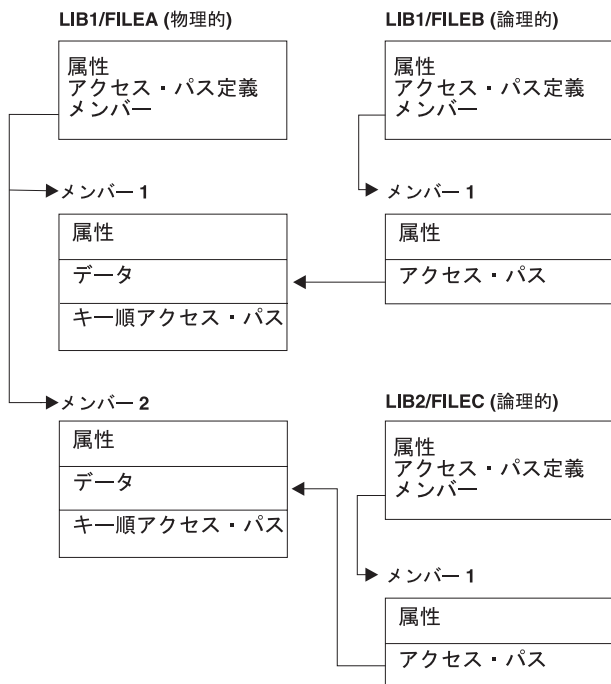 LIB1/FILEA (物理的)
属性
アクセス・パス定義
メンバー
メンバー 1
属性
データ
キー順アクセス・パス
メンバー 2
属性
データ
キー順アクセス・パス
LIB1/FILEB (論理的)
属性
アクセス・パス定義
メンバー
メンバー 1
属性
アクセス・パス
LIB2/FILEC (論理的)
属性
アクセス・パス定義
メンバー
メンバー 1
属性
アクセス・パス